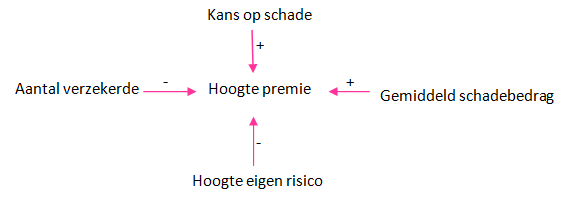 Kans op schade
+
Aantal verzekerde - Hoogte premie + Gemiddeld schadebedrag
-
Hoogte eigen risico